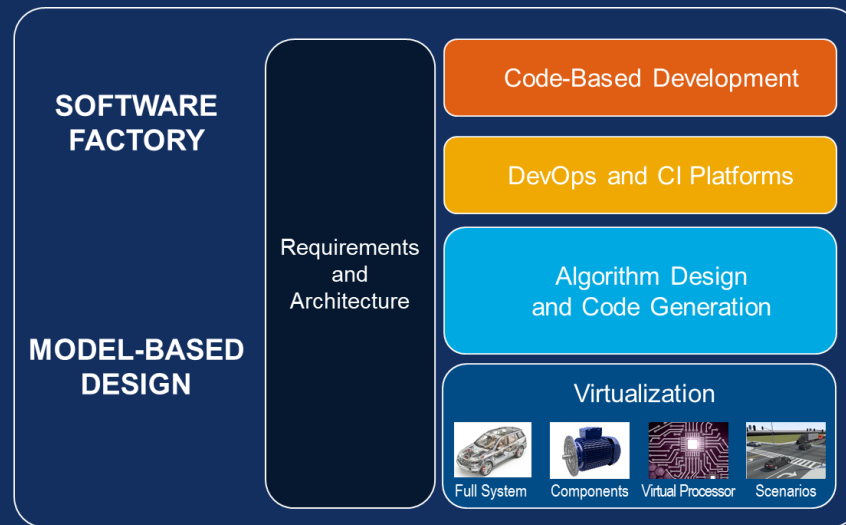 SOFTWARE
FACTORY
MODEL-BASED
DESIGN
Requirements
and
Architecture
Code-Based Development
DevOps and CI Platforms
Algorithm Design
and Code Generation
Virtualization
Full System
Components
Virtual Processor
Scenarios